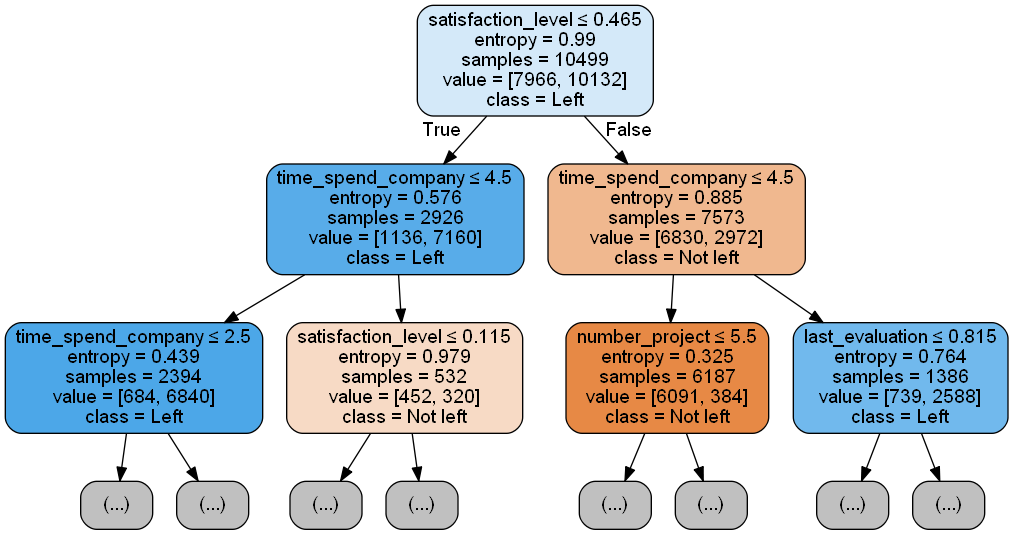 satisfaction_level ≤ 0.465
entropy = 0.99
samples = 10499
value = [7966, 10132]
class = Left
True
False
time_spend_company ≤ 4.5
entropy = 0.576
samples = 2926
value = [1136, 7160]
class = Left
time_spend_company ≤ 4.5
entropy = 0.885
samples = 7573
value = [6830, 2972]
class = Not left
time_spend_company ≤ 2.5
entropy = 0.439
samples = 2394
value = [684, 6840]
class = Left
satisfaction_level ≤ 0.115
entropy = 0.979
samples = 532
value = [452, 320]
class = Not left
number_project ≤ 5.5
entropy = 0.325
samples = 6187
value = [6091, 384]
class = Not left
last_evaluation ≤ 0.815
entropy = 0.764
samples = 1386
value = [739, 2588]
class = Left
(...)
(...)
(...)
(...)
(...)
(...)
(...)
(...)